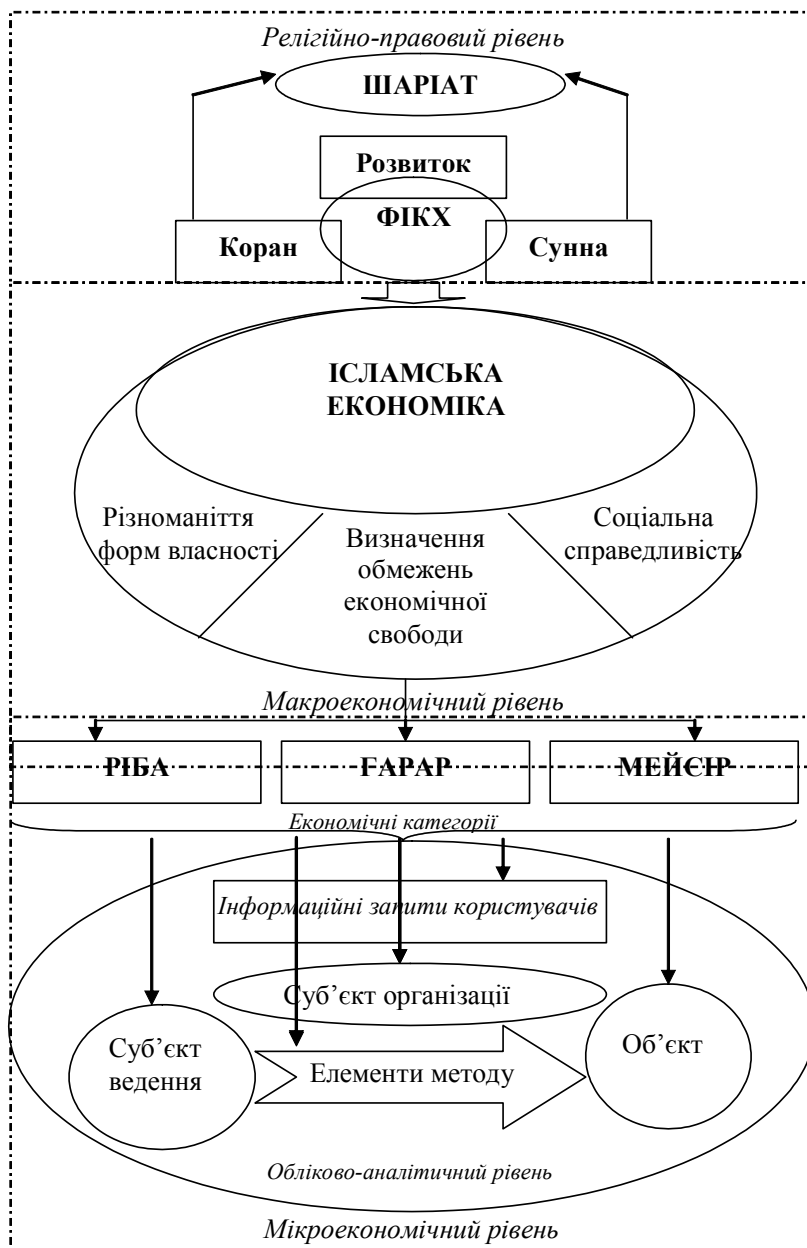 Релігійно-правовий рівень
ШАРІАТ
Розвиток
ФІКХ
Коран
Сунна
ІСЛАМСЬКА
ЕКОНОМІКА
Різноманіття
форм власності
Визначення
обмежень
економічної
свободи
Соціальна
справедливість
Макроекономічний рівень
РІБА
ҐАРАР
МЕЙСІР
Економічні категорії
Інформаційні запити користувачів
Суб’єкт організації
Суб’єкт
ведення
Елементи методу
Об’єкт
Обліково-аналітичний рівень
Мікроекономічний рівень